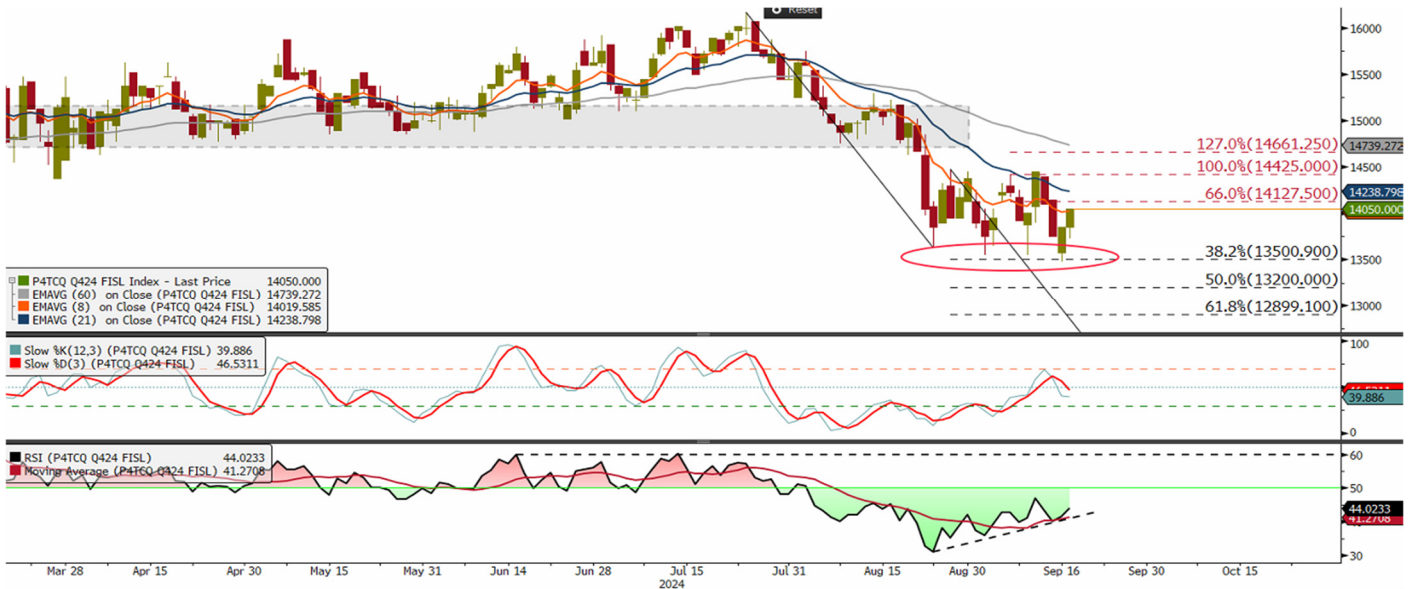 Reset
16000
15500
15000
127.0%(14661.250)
14739.272
100.0%(14425.000)
14500
66.0%(14127.500)
14238.798
14050.000
38.2%(13500.900)
13500
50.0%(13200.000)
61.8%(12899.100)
13000
P4TCQ Q424 FISL Index - Last Price 14050.000
EMAVG (60) on Close (P4TCQ Q424 FISL) 14739.272
EMAVG (8) on Close (P4TCQ Q424 FISL) 14019.585
EMAVG (21) on Close (P4TCQ Q424 FISL) 14238.798
100
Slow %K(12,3) (P4TCQ Q424 FISL) 39.886
Slow %D(3) (P4TCQ Q424 FISL) 46.5311
39.886
0
RSI (P4TCQ Q424 FISL) 44.0233
Moving Average (P4TCQ Q424 FISL) 41.2708
60
50
44.0233
41.2708
30
Mar 28 Apr 15 Apr 30 May 15 May 31 Jun 14 Jun 28 Jul 15 Jul 31 Aug 15 Aug 30 Sep 16 Sep 30 Oct 15
2024